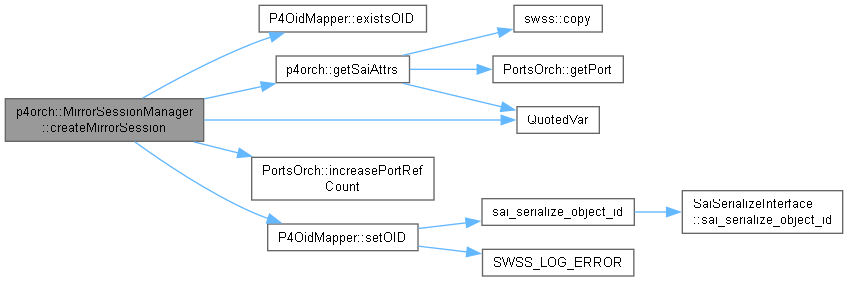 P4OidMapper::existsOID
swss::copy
p4orch::getSaiAttrs
PortsOrch::getPort
p4orch::MirrorSessionManager
::createMirrorSession
QuotedVar
PortsOrch::increasePortRef
Count
sai_serialize_object_id
SaiSerializeInterface
::sai_serialize_object_id
P4OidMapper::setOID
SWSS_LOG_ERROR